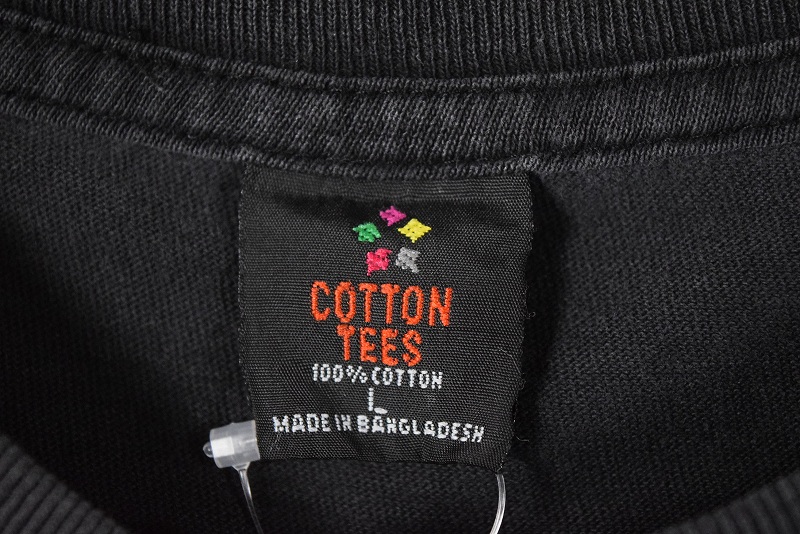 COTTON
TEES
100% COTTON
L
MADE IN BANGLADESH